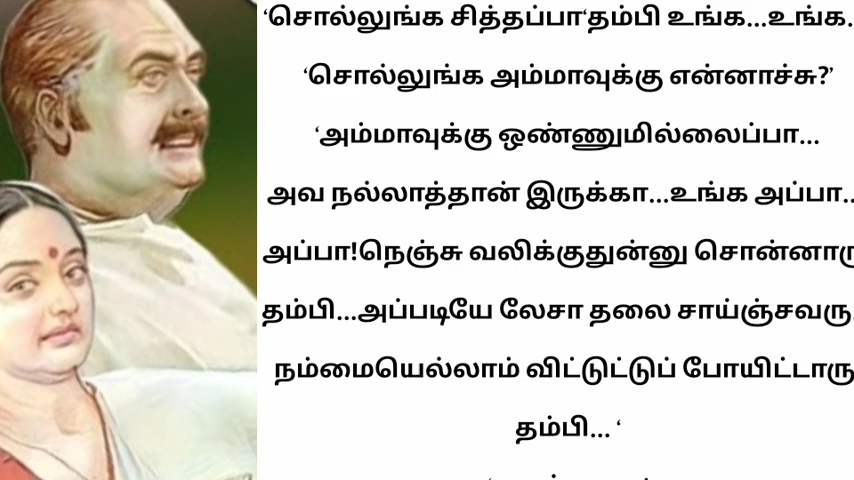 ‘சொல்லுங்க சித்தப்பா‘தம்பி உங்க...உங்க..
‘சொல்லுங்க அம்மாவுக்கு என்னாச்சு?’
‘அம்மாவுக்கு ஒண்ணுமில்லைப்பா...
அவ நல்லாத்தான் இருக்கா...உங்க அப்பா..
அப்பா!நெஞ்சு வலிக்குதுன்னு சொன்னாரு
தம்பி...அப்படியே லேசா தலை சாய்ஞ்சவரு
நம்மையெல்லாம் விட்டுட்டுப் போயிட்டாரு
தம்பி... ‘